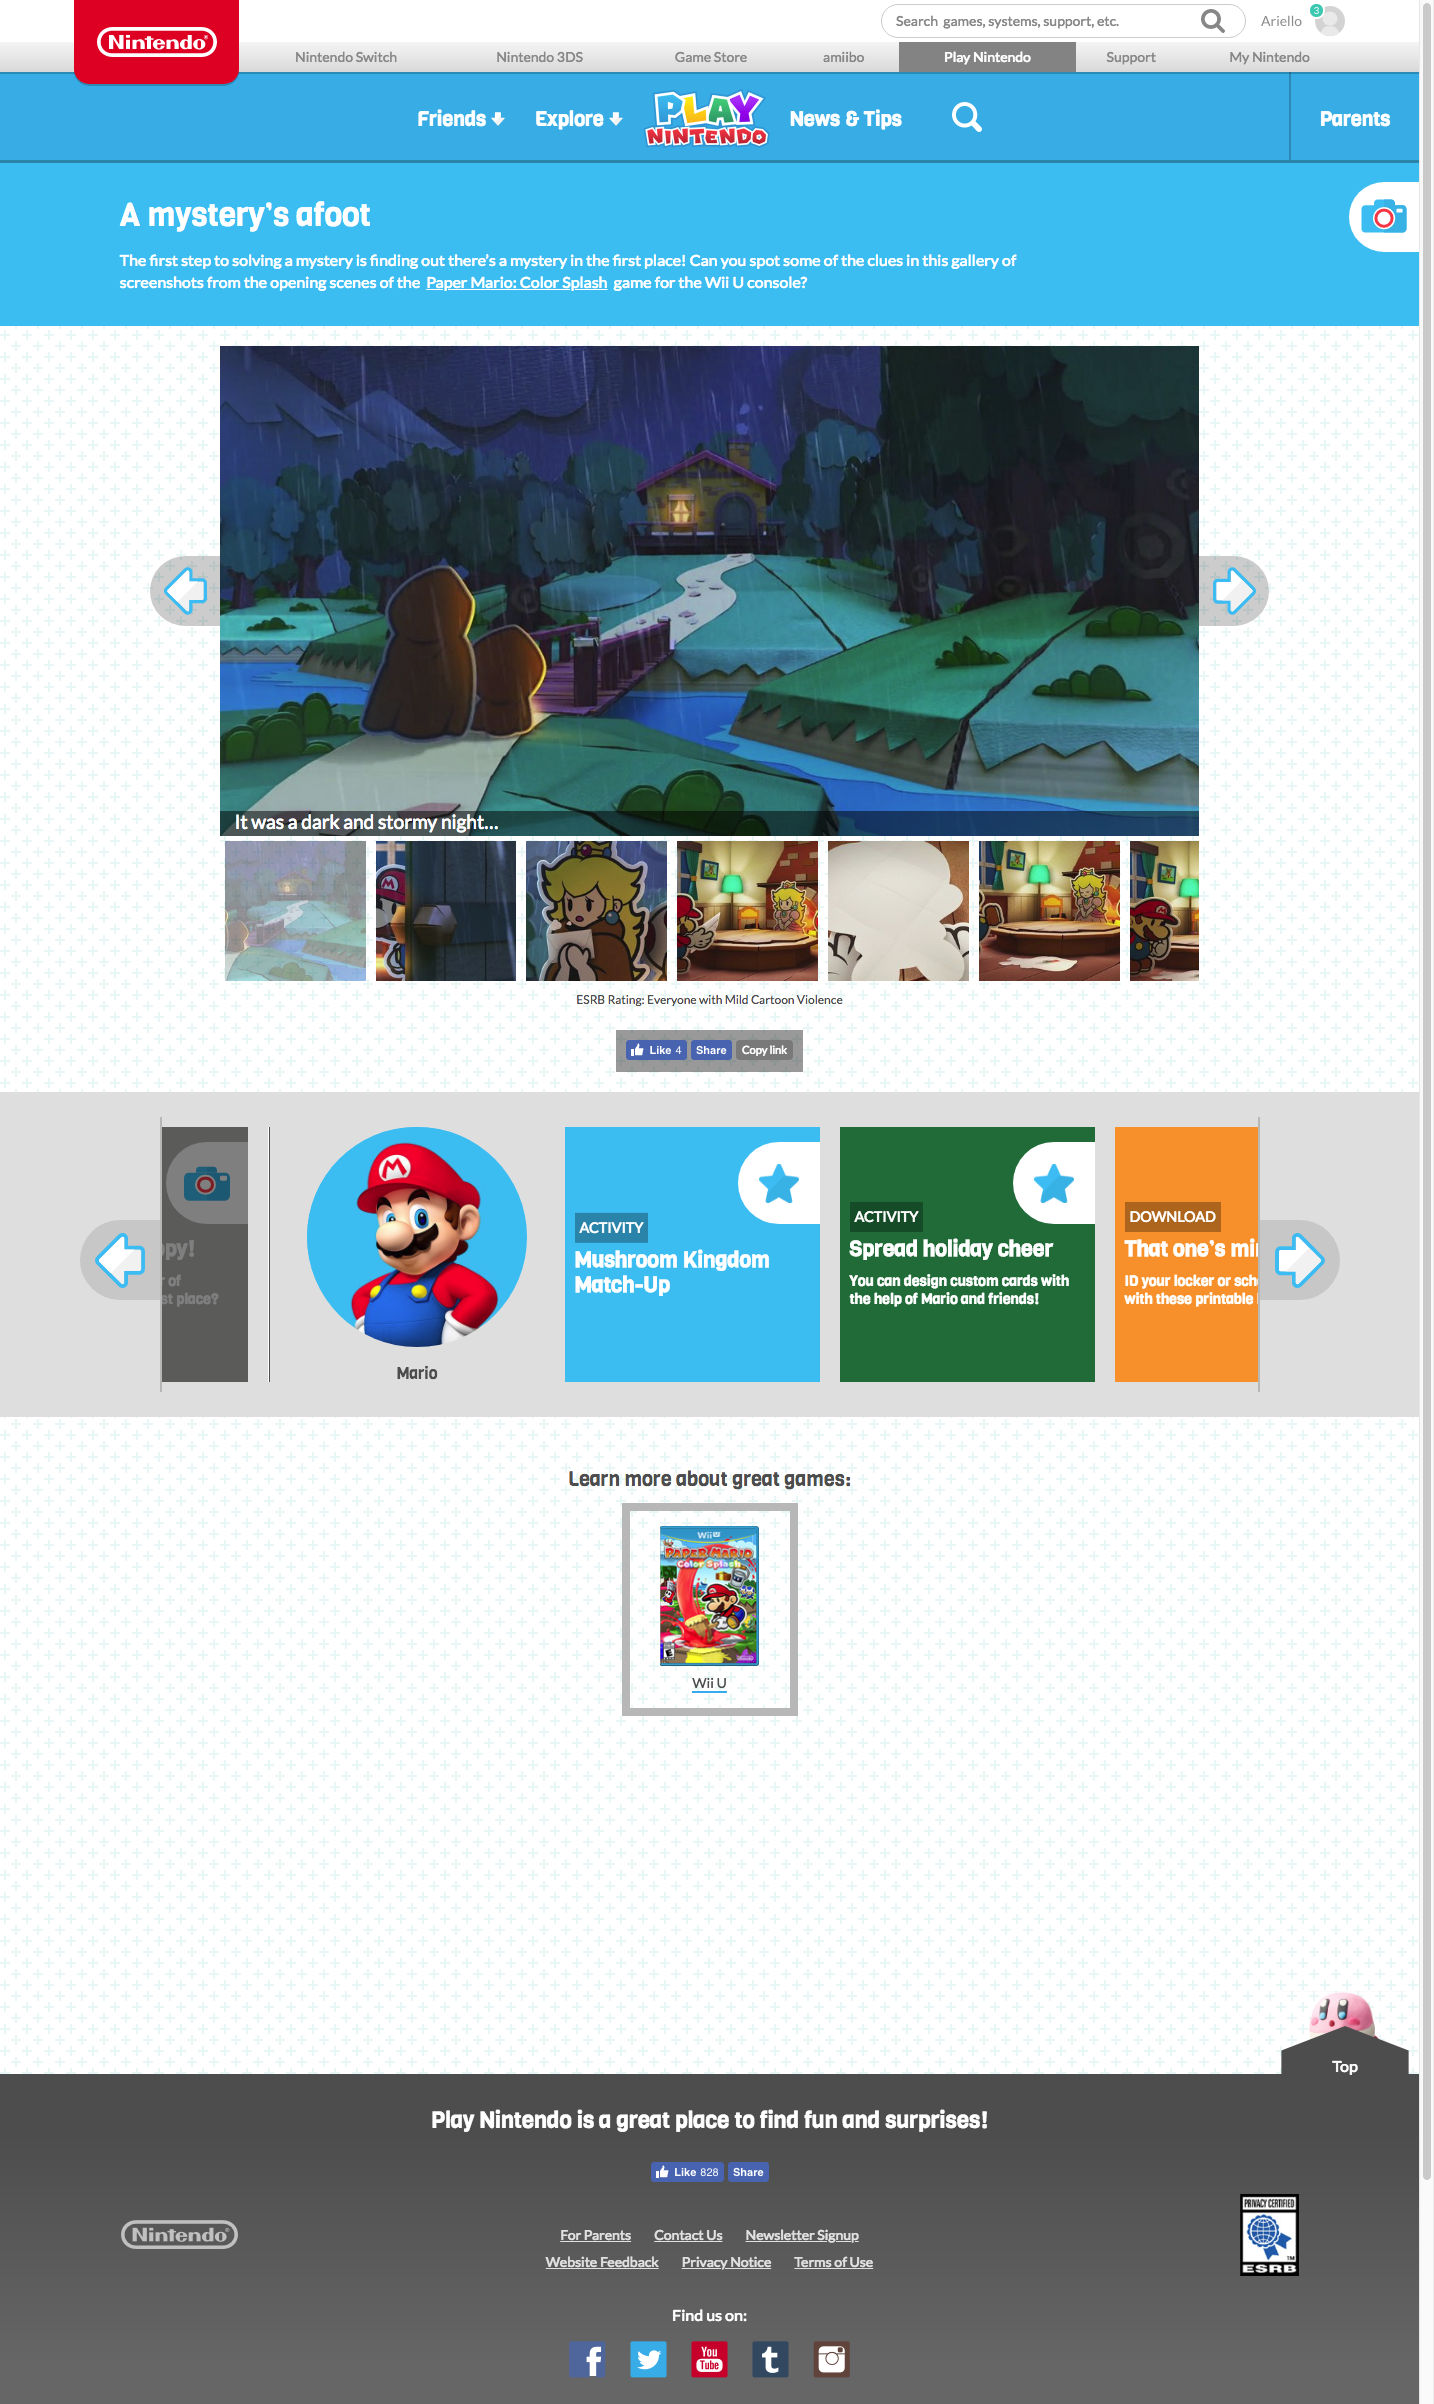 Nintendo®
Search games, systems, support, etc.
Ariello
3
Nintendo Switch
Nintendo 3DS
Game Store
amiibo
Play Nintendo
Support
My Nintendo
Friends
Explore
PLAY NINTENDO
News & Tips
Parents
A mystery's afoot
The first step to solving a mystery is finding out there's a mystery in the first place! Can you spot some of the clues in this gallery of
screenshots from the opening scenes of the Paper Mario: Color Splash game for the Wii U console?
It was a dark and stormy night...
ESRB Rating: Everyone with Mild Cartoon Violence
Like 4
Share
Copy link
M
Mario
ACTIVITY
Mushroom Kingdom
Match-Up
ACTIVITY
Spread holiday cheer
You can design custom cards with
the help of Mario and friends!
DOWNLOAD
That one's
ID your locker or
with these printable
Learn more about great games:
Wii U
PAPER MARIO
Color Splash
Wii U
Top
Play Nintendo is a great place to find fun and surprises!
Like 828
Share
Nintendo®
For Parents
Contact Us
Newsletter Signup
Website Feedback
Privacy Notice
Terms of Use
PRIVACY CERTIFIED
TM
ESRB
Find us on:
f
You
Tube
t